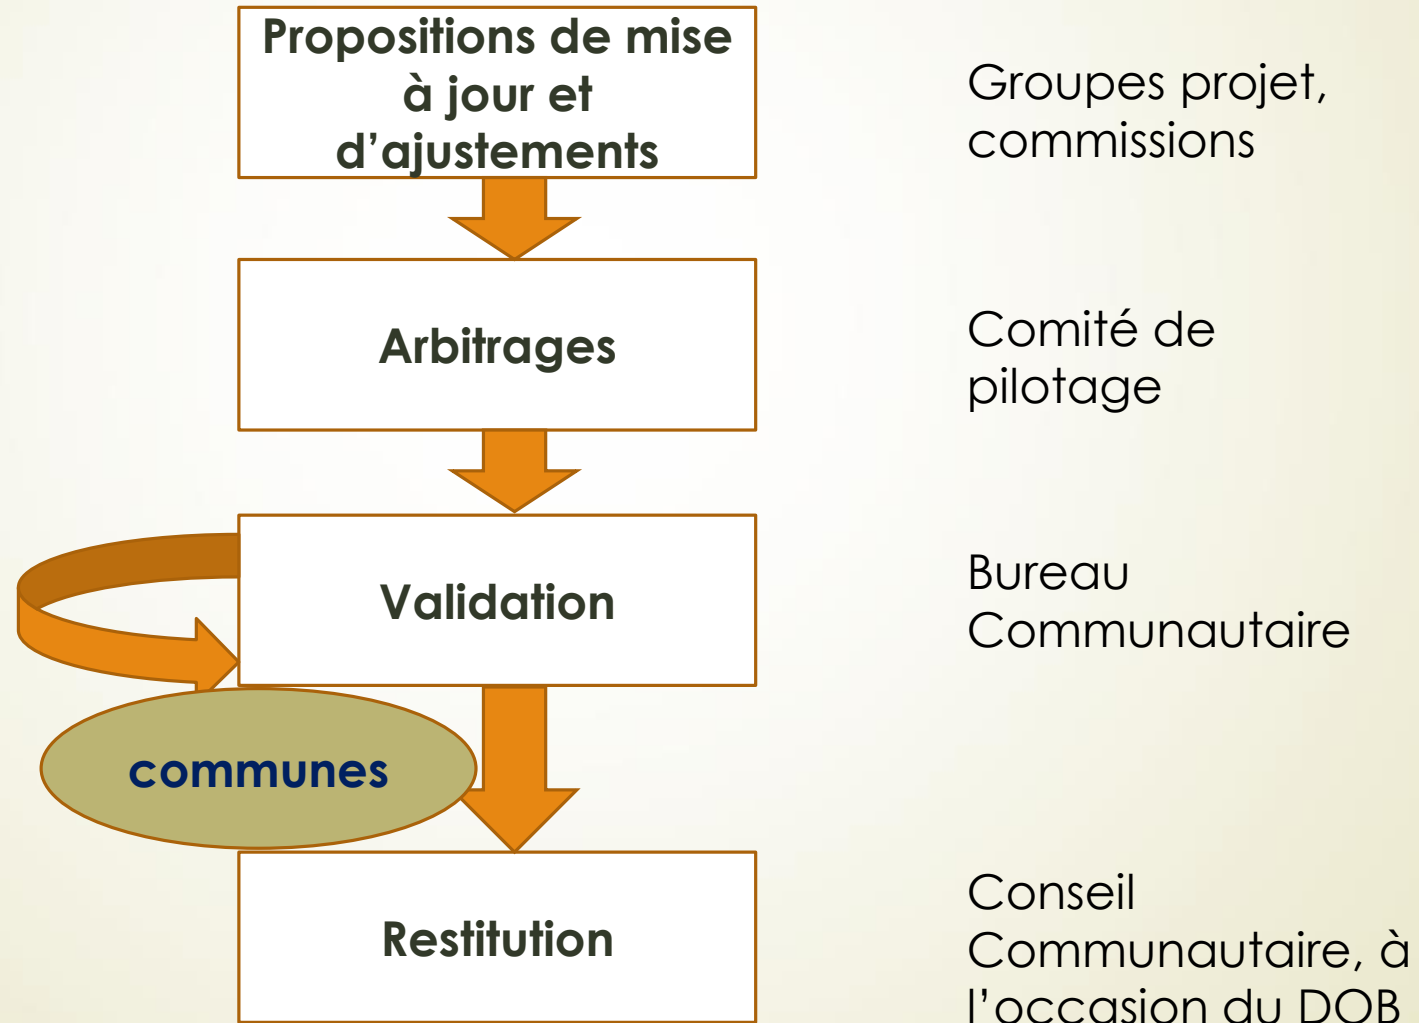 Propositions de mise
à jour et
d’ajustements
Groupes projet,
commissions
Arbitrages
Comité de
pilotage
Validation
Bureau
Communautaire
communes
Restitution
Conseil
Communautaire, à
l’occasion du DOB